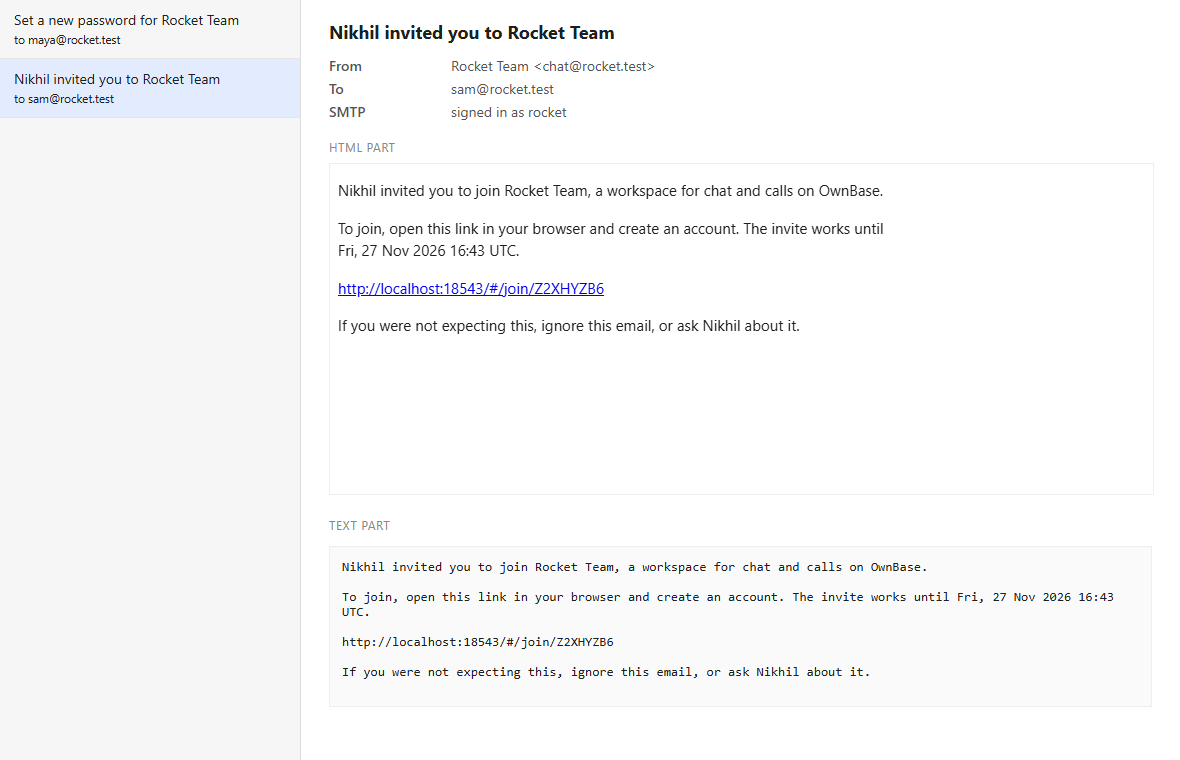 Set a new password for Rocket Team
to maya@rocket.test
Nikhil invited you to Rocket Team
to sam@rocket.test
Nikhil invited you to Rocket Team
From Rocket Team <chat@rocket.test>
To sam@rocket.test
SMTP signed in as rocket
HTML PART
Nikhil invited you to join Rocket Team, a workspace for chat and calls on OwnBase.
To join, open this link in your browser and create an account. The invite works until
Fri, 27 Nov 2026 16:43 UTC.
http://localhost:18543/#/join/Z2XHYZB6
If you were not expecting this, ignore this email, or ask Nikhil about it.
TEXT PART
Nikhil invited you to join Rocket Team, a workspace for chat and calls on OwnBase.
To join, open this link in your browser and create an account. The invite works until Fri, 27 Nov 2026 16:43
UTC.
http://localhost:18543/#/join/Z2XHYZB6
If you were not expecting this, ignore this email, or ask Nikhil about it.